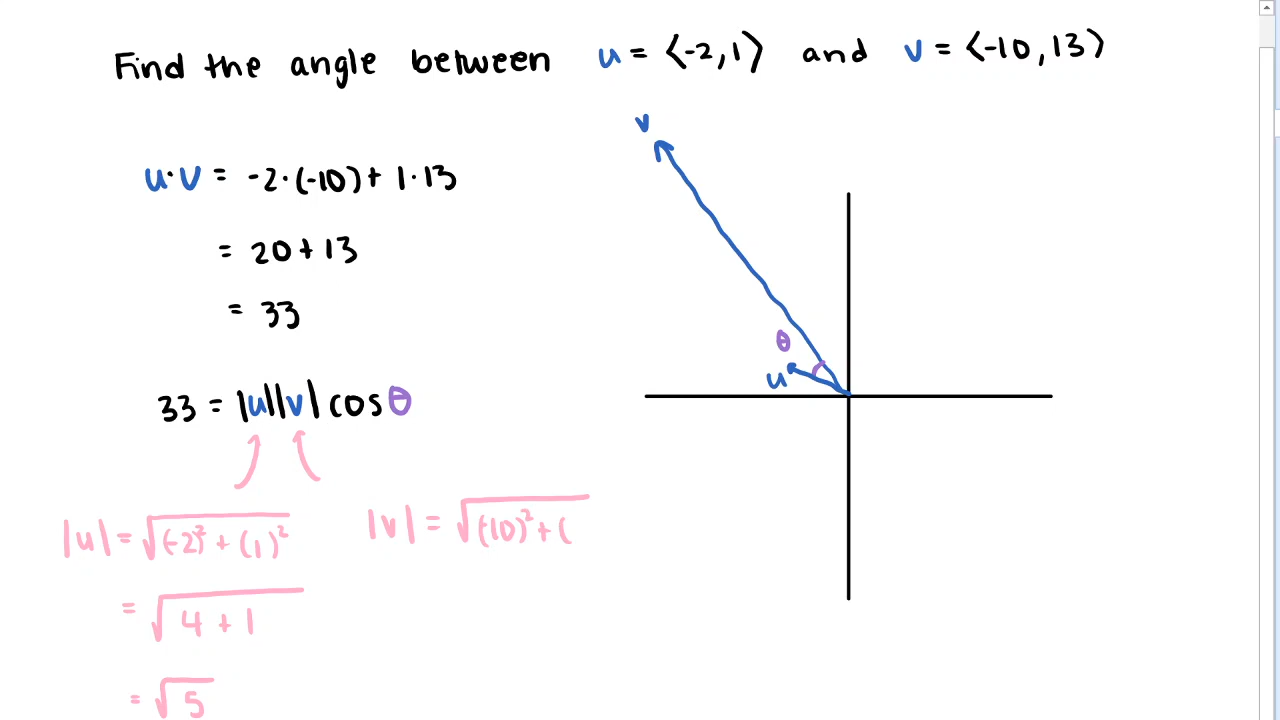 Find the angle between u = ⟨-2,1⟩ and v = ⟨-10,13⟩
u·v = -2·(-10) + 1·13
= 20 + 13
= 33
33 = |u||v| cos θ
|u| = √(-2)² + (1)²
= √4 + 1
= √5
|v| = √(-10)² + (
v
θ
u